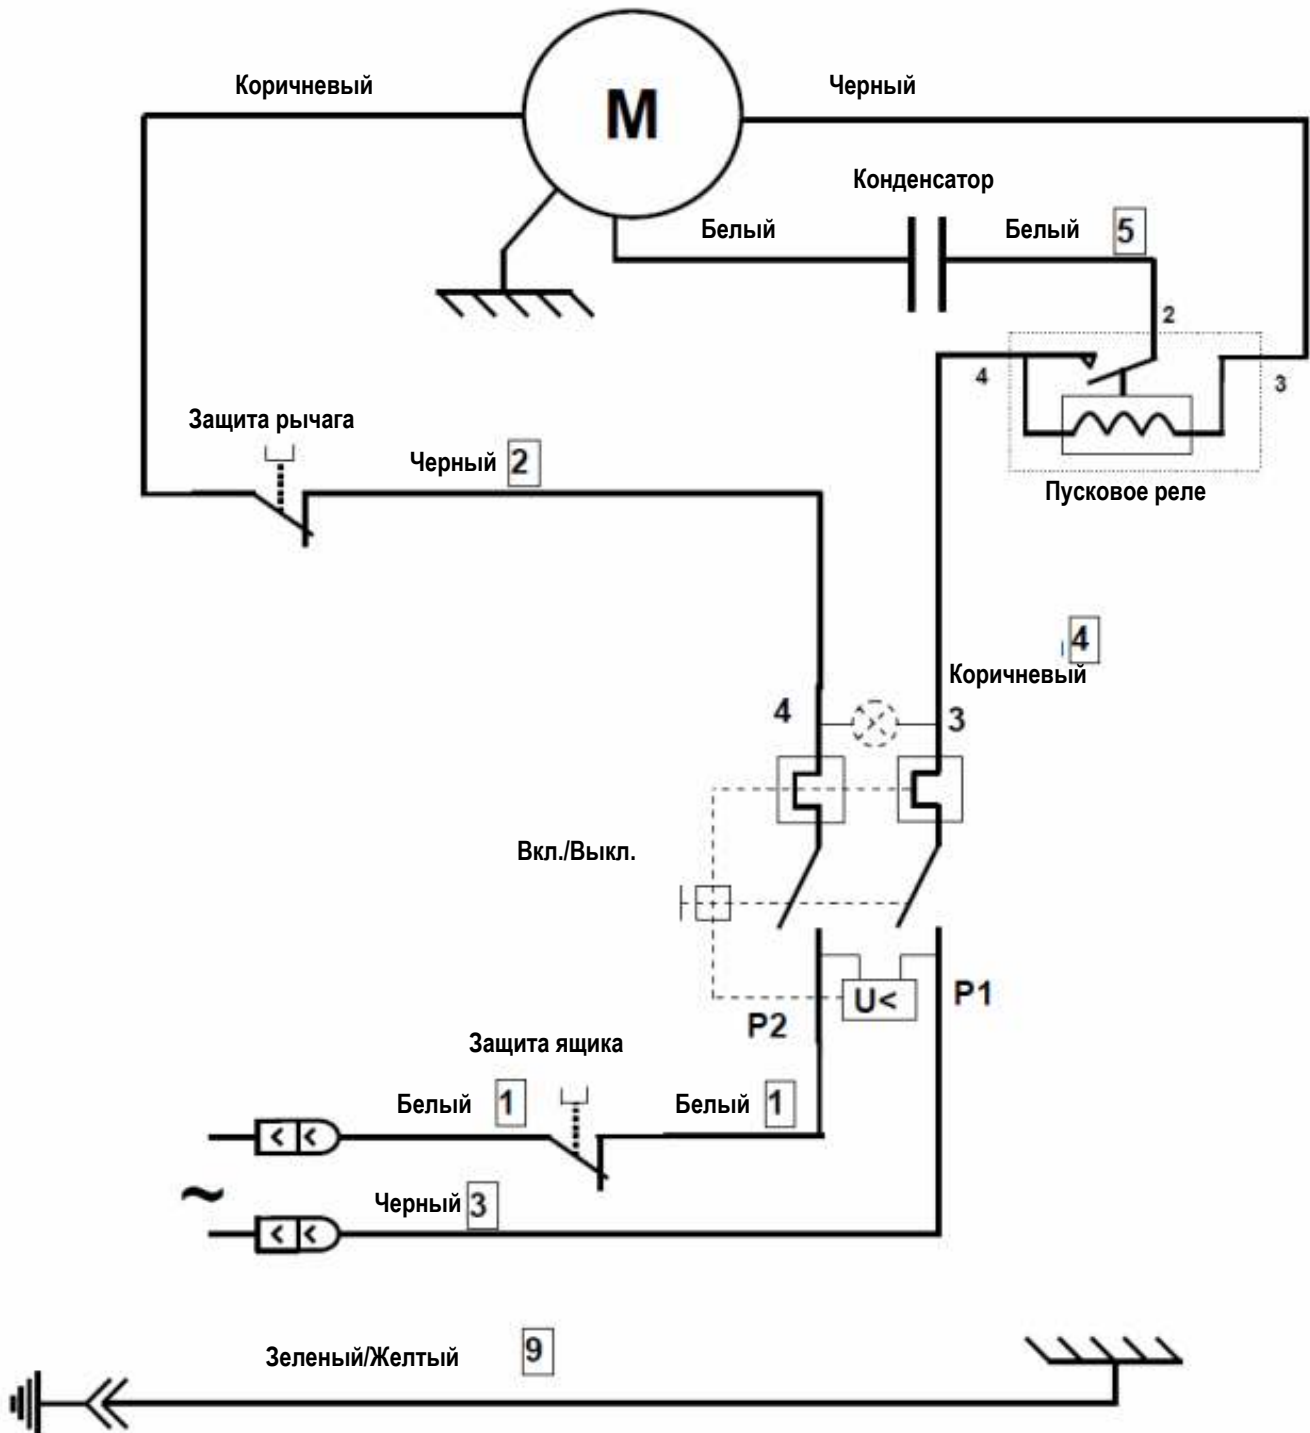 M
Коричневый
Черный
Конденсатор
Белый
Белый 5
2
4
3
Защита рычага
Черный 2
Пусковое реле
4
Коричневый
4
3
Вкл./Выкл.
U<
P1
P2
Защита ящика
Белый 1
Белый 1
< <
~
Черный 3
< <
Зеленый/Желтый 9